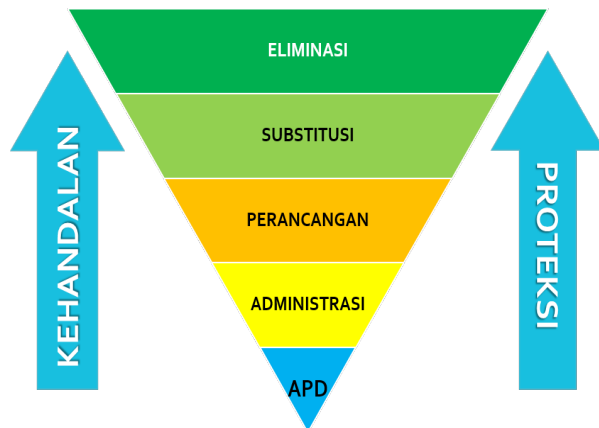 ELIMINASI
SUBSTITUSI
PERANCANGAN
ADMINISTRASI
APD
KEHANDALAN
PROTEKSI